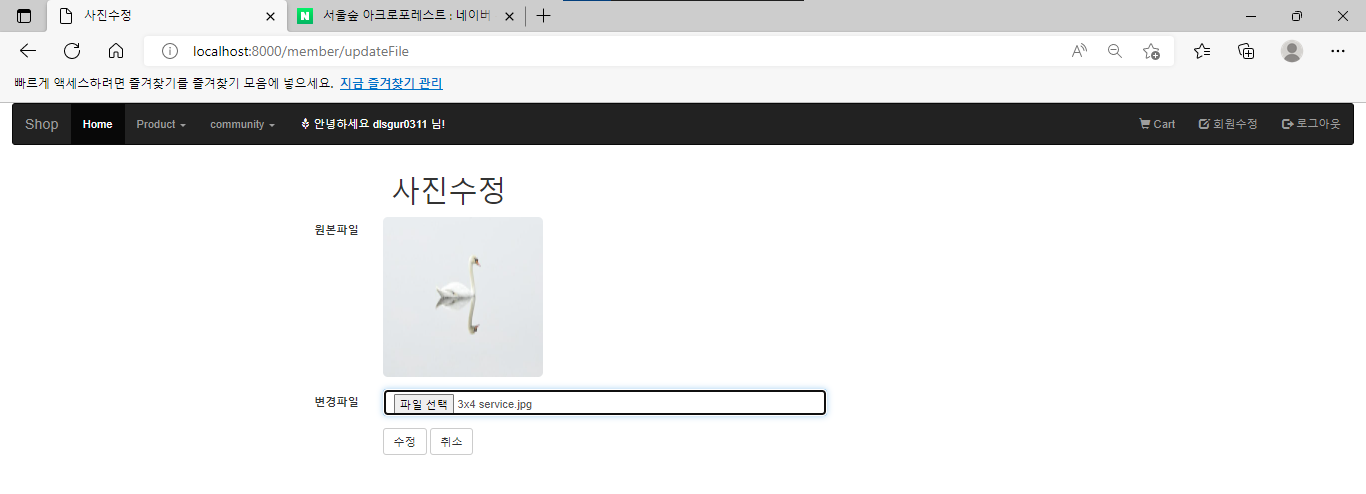 사진수정
서울숲 아크로포레스트 : 네이버
localhost:8000/member/updateFile
빠르게 액세스하려면 즐겨찾기를 즐겨찾기 모음에 넣으세요. 지금 즐겨찾기 관리
Shop Home Product community 안녕하세요 dlsgur0311 님! Cart 회원수정 로그아웃
사진수정
원본파일
변경파일 파일 선택 3x4 service.jpg
수정 취소